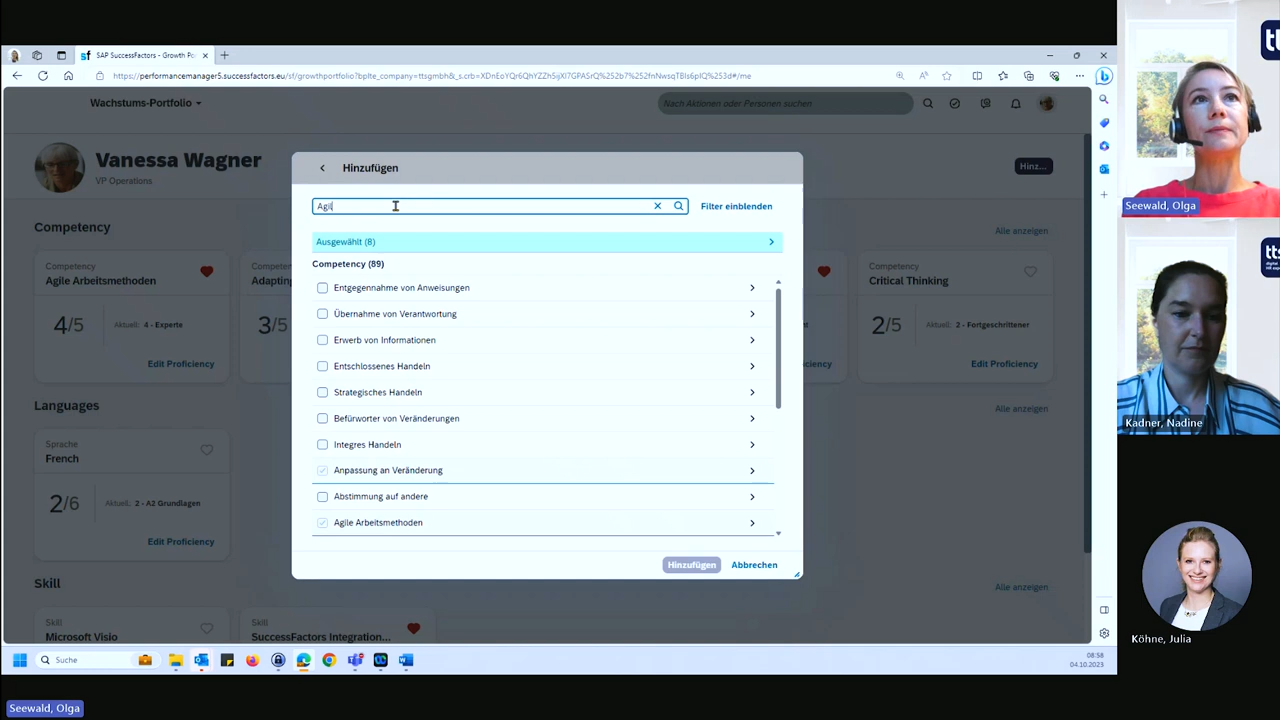 SAP SuccessFactors - Growth Po
https://performancemanager5.successfactors.eu/sf/growthportfolio?bplte_company=ttsgmbh&_s.crb=
Wachstums-Portfolio
Nach Aktionen oder Personen suchen
Vanessa Wagner
VP Operations
Hinz...
Hinzufügen
Agil
Filter einblenden
Ausgewählt (8)
Competency (89)
Entgegennahme von Anweisungen
Übernahme von Verantwortung
Erwerb von Informationen
Entschlossenes Handeln
Strategisches Handeln
Befürworter von Veränderungen
Integres Handeln
Anpassung an Veränderung
Abstimmung auf andere
Agile Arbeitsmethoden
Hinzufügen
Abbrechen
Competency
Alle anzeigen
Competency
Agile Arbeitsmethoden
4/5
Aktuell: 4 - Experte
Edit Proficiency
Competen
Adapting
3/5
Competency
Critical Thinking
2/5
Aktuell: 2 - Fortgeschrittener
Edit Proficiency
Languages
Alle anzeigen
Sprache
French
2/6
Aktuell: 2 - A2 Grundlagen
Edit Proficiency
Skill
Alle anzeigen
Skill
Microsoft Visio
Skill
SuccessFactors Integration...
Suche
08:58
04.10.2023
Seewald, Olga
tts
Seewald, Olga
tts
digital
Kadner, Nadine
Köhne, Julia